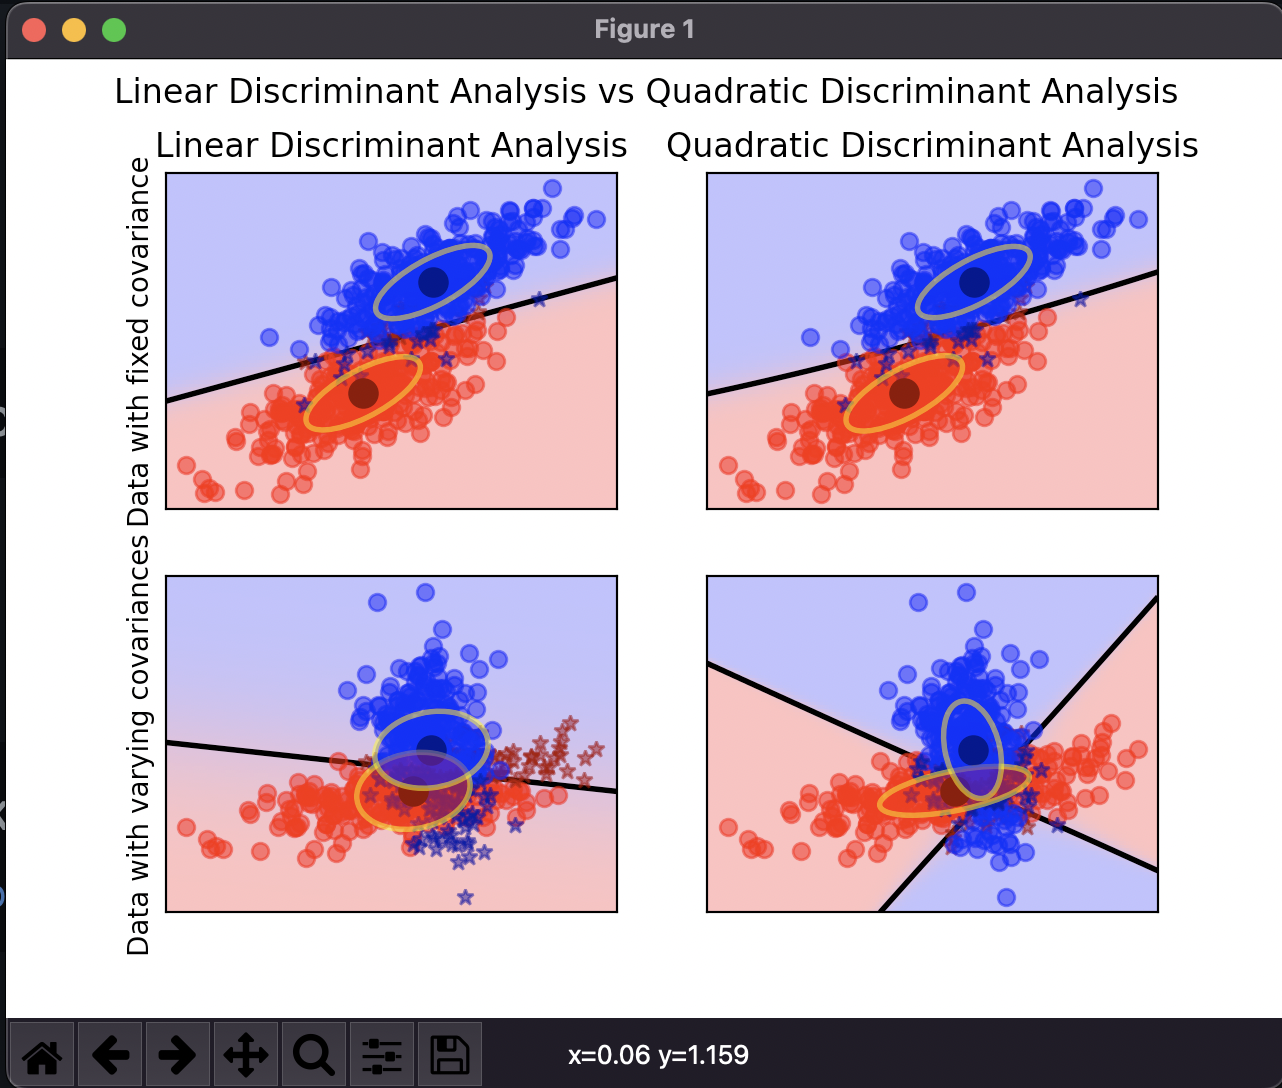 Figure 1
Linear Discriminant Analysis vs Quadratic Discriminant Analysis
Linear Discriminant Analysis
Quadratic Discriminant Analysis
Data with fixed covariance
Data with varying covariances
x=0.06 y=1.159